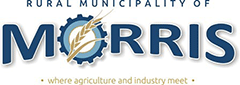 RURAL MUNICIPALITY OF
MORRIS
• where agriculture and industry meet •